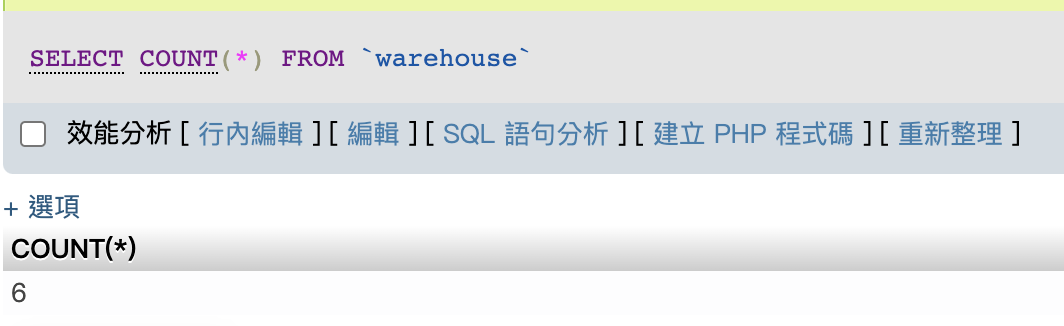 SELECT COUNT(*) FROM `warehouse`
效能分析 [ 行內編輯 ] [ 編輯 ] [ SQL 語句分析 ] [ 建立 PHP 程式碼 ] [ 重新整理 ]
+ 選項
COUNT(*)
6